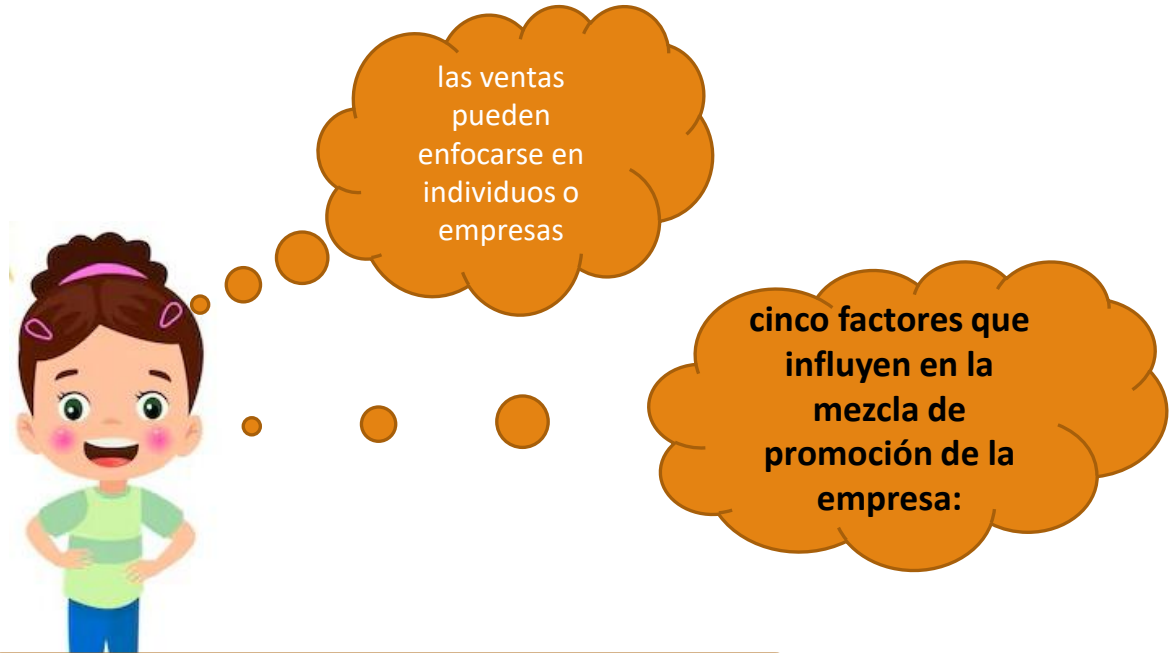 las ventas
pueden
enfocarse en
individuos o
empresas
cinco factores que
influyen en la
mezcla de
promoción de la
empresa: